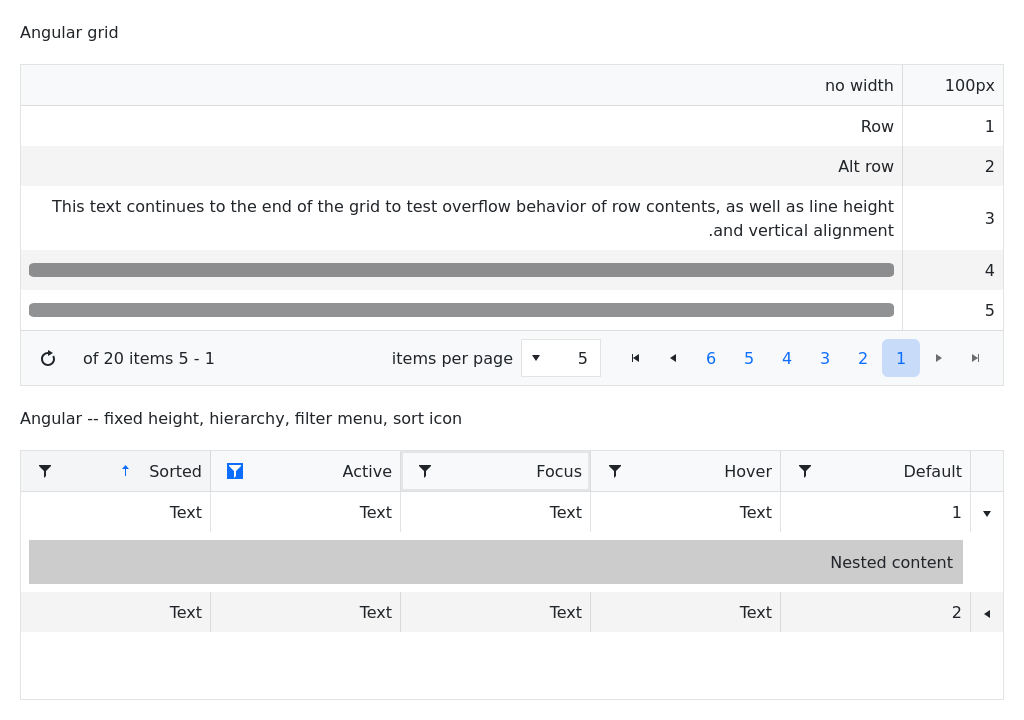 Angular grid
no width 100px
Row 1
Alt row 2
This text continues to the end of the grid to test overflow behavior of row contents, as well as line height
.and vertical alignment
3
4
5
of 20 items 5 - 1 items per page 5 6 5 4 3 2 1
Angular -- fixed height, hierarchy, filter menu, sort icon
Sorted Active Focus Hover Default
Text Text Text Text 1
Nested content
Text Text Text Text 2